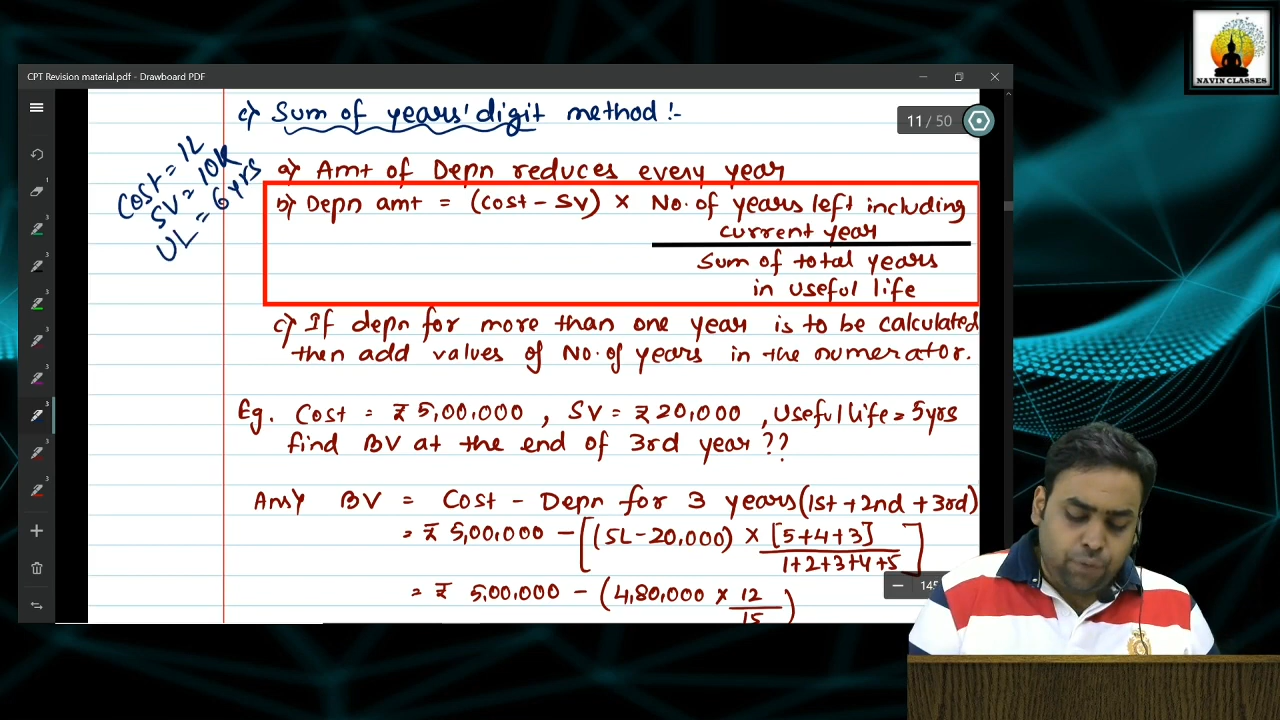 NAVIN CLASSES
CPT Revision material.pdf - Drawboard PDF
11 / 50
c) Sum of years' digit method :-
Cost = 1L
SV = 10K
UL = 6 yrs
a) Amt of Depn reduces every year
b) Depn amt = (cost - SV) × No. of years left including
current year
Sum of total years
in useful life
c) If depn for more than one year is to be calculated
then add values of No. of years in the numerator.
Eg. Cost = ₹ 5,00,000 , SV = ₹ 20,000 , Useful life = 5 yrs
find BV at the end of 3rd year ??
Ans) BV = Cost - Depn for 3 years (1st + 2nd + 3rd)
= ₹ 5,00,000 - [(5L - 20,000) × [5+4+3]
1+2+3+4+5]
= ₹ 5,00,000 - (4,80,000 × 12
15)